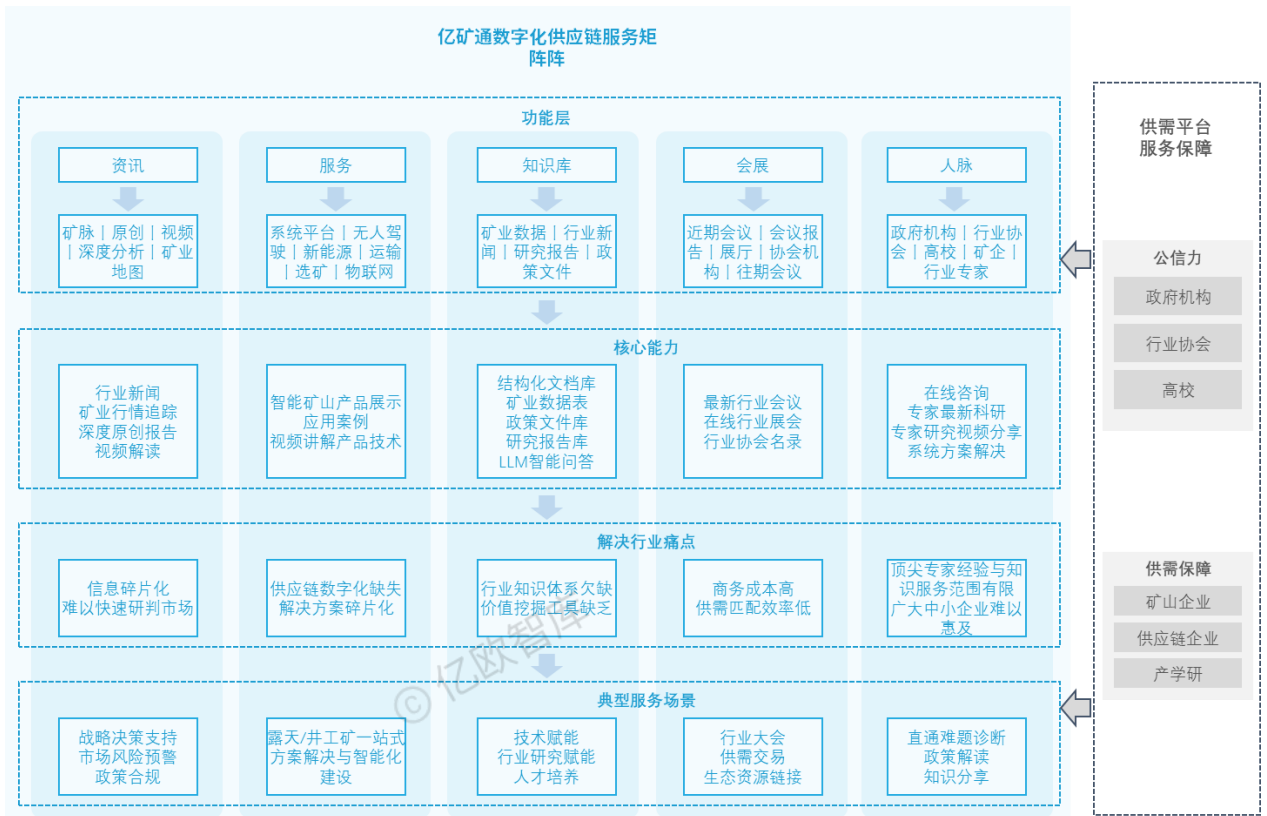 亿矿通数字化供应链服务矩
阵阵
功能层
资讯
服务
知识库
会展
人脉
矿脉｜原创｜视频
｜深度分析｜矿业
地图
系统平台｜无人驾
驶｜新能源｜运输
｜选矿｜物联网
矿业数据｜行业新
闻｜研究报告｜政
策文件
近期会议｜会议报
告｜展厅｜协会机
构｜往期会议
政府机构｜行业协
会｜高校｜矿企｜
行业专家
核心能力
行业新闻
矿业行情追踪
深度原创报告
视频解读
智能矿山产品展示
应用案例
视频讲解产品技术
结构化文档库
矿业数据表
政策文件库
研究报告库
LLM智能问答
最新行业会议
在线行业展会
行业协会名录
在线咨询
专家最新科研
专家研究视频分享
系统方案解决
解决行业痛点
信息碎片化
难以快速研判市场
供应链数字化缺失
解决方案碎片化
行业知识体系欠缺
价值挖掘工具缺乏
商务成本高
供需匹配效率低
顶尖专家经验与知
识服务范围有限
广大中小企业难以
惠及
典型服务场景
战略决策支持
市场风险预警
政策合规
露天/井工矿一站式
方案解决与智能化
建设
技术赋能
行业研究赋能
人才培养
行业大会
供需交易
生态资源链接
直通难题诊断
政策解读
知识分享
供需平台
服务保障
公信力
政府机构
行业协会
高校
供需保障
矿山企业
供应链企业
产学研
© 亿欧智库